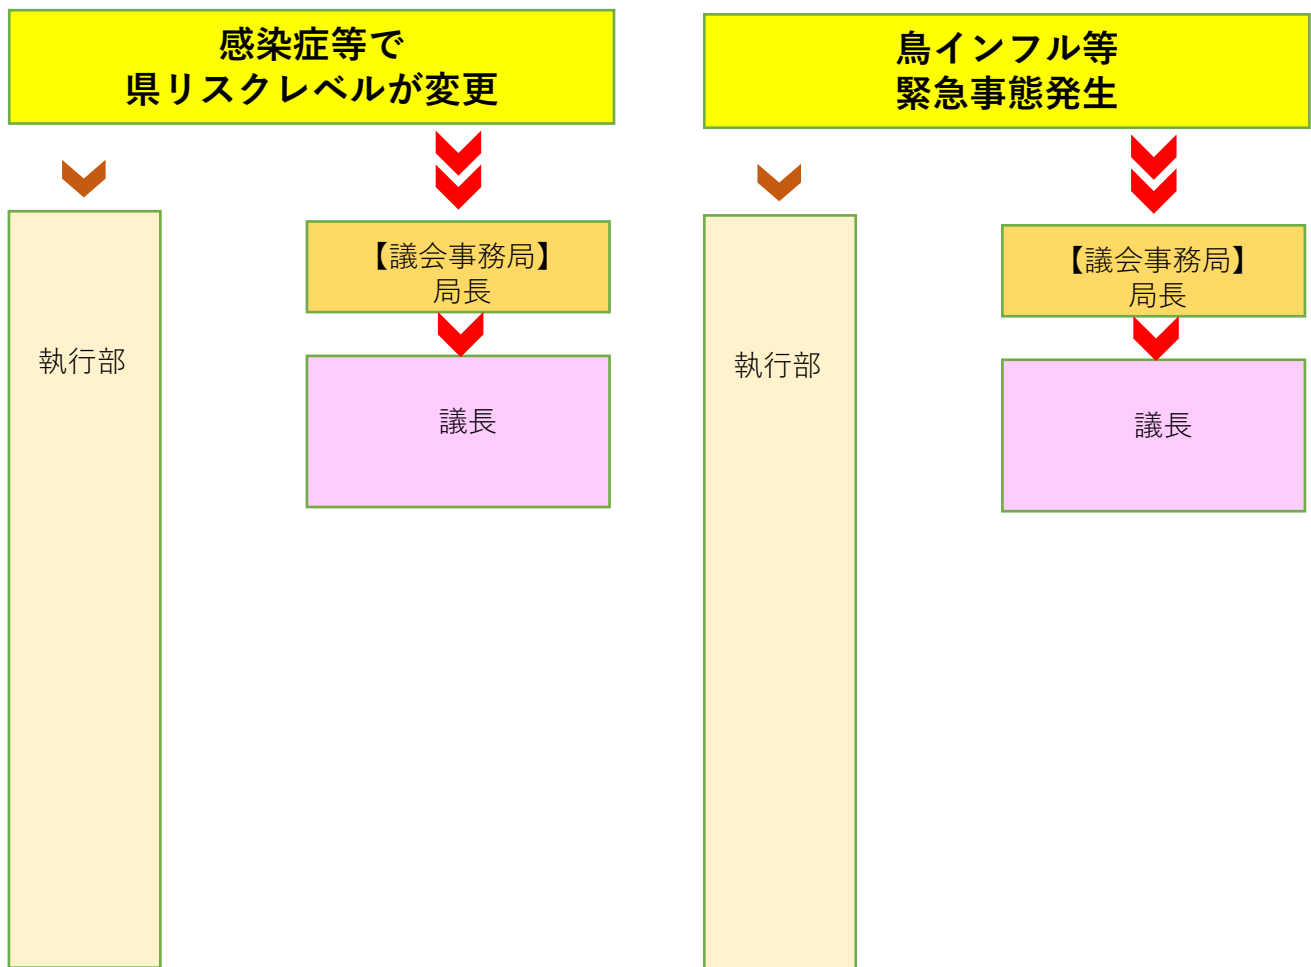 感染症等で
県リスクレベルが変更
執行部
【議会事務局】
局長
議長
鳥インフル等
緊急事態発生
執行部
【議会事務局】
局長
議長